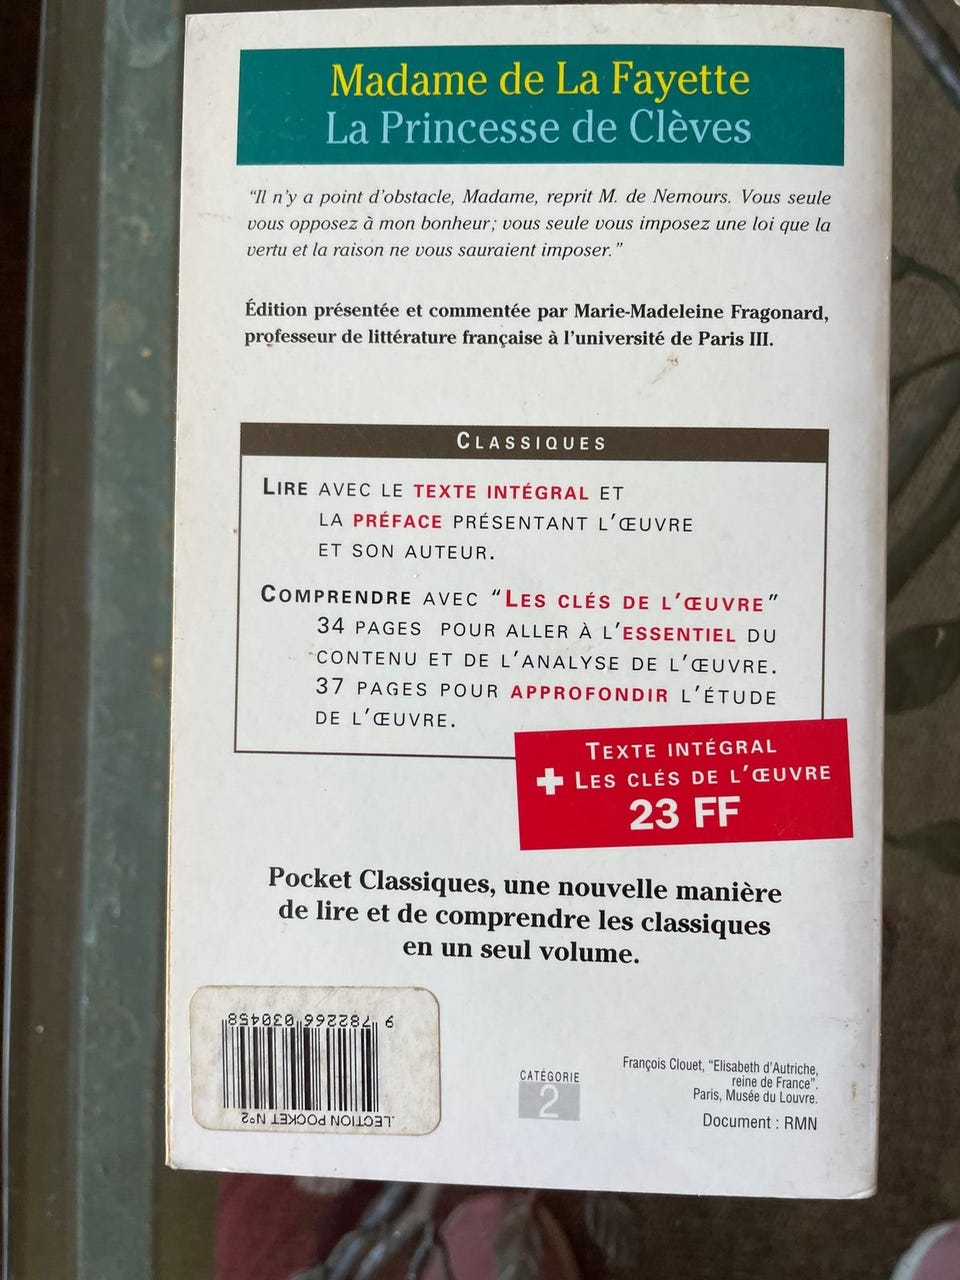 Madame de La Fayette
La Princesse de Clèves
“Il n’y a point d’obstacle, Madame, reprit M. de Nemours. Vous seule
vous opposez à mon bonheur; vous seule vous imposez une loi que la
vertu et la raison ne vous sauraient imposer.”
Édition présentée et commentée par Marie-Madeleine Fragonard,
professeur de littérature française à l’université de Paris III.
CLASSIQUES
LIRE AVEC LE TEXTE INTÉGRAL ET
LA PRÉFACE PRÉSENTANT L’ŒUVRE
ET SON AUTEUR.
COMPRENDRE AVEC “LES CLÉS DE L’ŒUVRE”
34 PAGES POUR ALLER À L’ESSENTIEL DU
CONTENU ET DE L’ANALYSE DE L’ŒUVRE.
37 PAGES POUR APPROFONDIR L’ÉTUDE
DE L’ŒUVRE.
TEXTE INTÉGRAL
+ LES CLÉS DE L’ŒUVRE
23 FF
Pocket Classiques, une nouvelle manière
de lire et de comprendre les classiques
en un seul volume.
.LECTION POCKET N°2
9 782266 030458
CATÉGORIE
2
François Clouet, “Elisabeth d’Autriche,
reine de France”.
Paris, Musée du Louvre.
Document : RMN